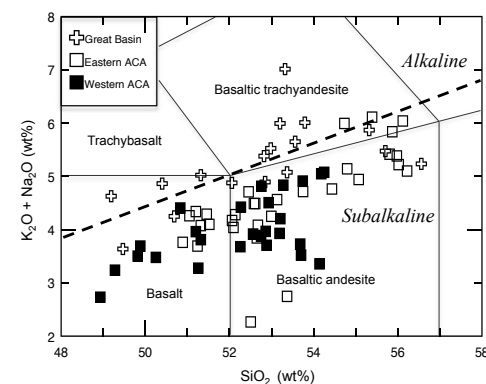 8
7
6
5
4
3
2
K₂O + Na₂O (wt%)
Great Basin
Eastern ACA
Western ACA
Alkaline
Basaltic trachyandesite
Trachybasalt
Subalkaline
Basalt
Basaltic andesite
48 50 52 54 56 58
SiO₂ (wt%)